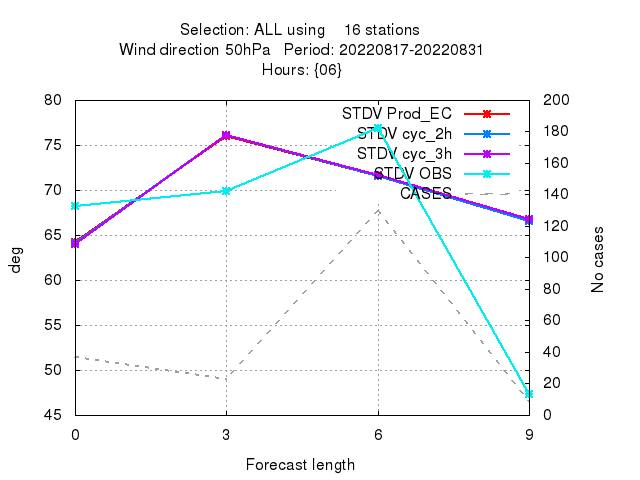 Selection: ALL using    16 stations
Wind direction 50hPa   Period: 20220817-20220831
Hours: {06}
80
75
70
65
60
55
50
45
200
180
160
140
120
100
80
60
40
20
0
STDV Prod_EC
STDV cyc_2h
STDV cyc_3h
STDV OBS
CASES
deg
No cases
0
3
6
9
Forecast length